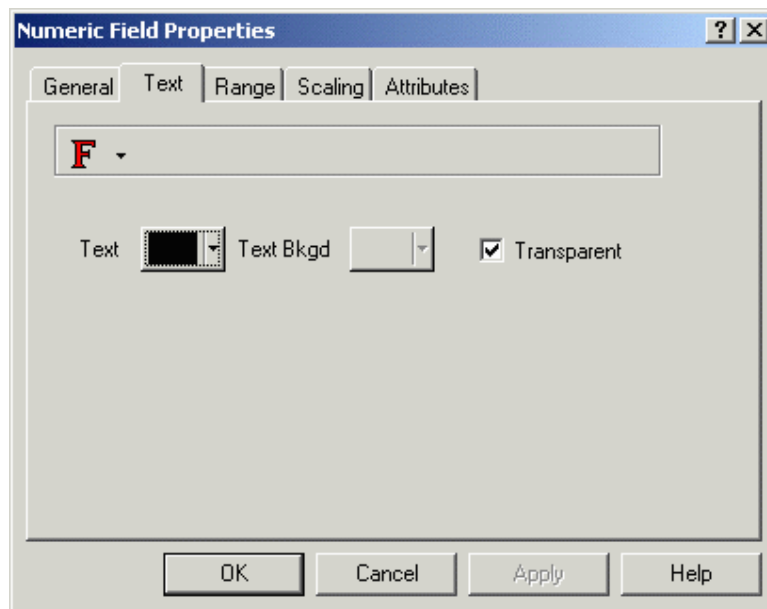 Numeric Field Properties
General Text Range Scaling Attributes
F
Text Text Bkgd Transparent
OK Cancel Apply Help